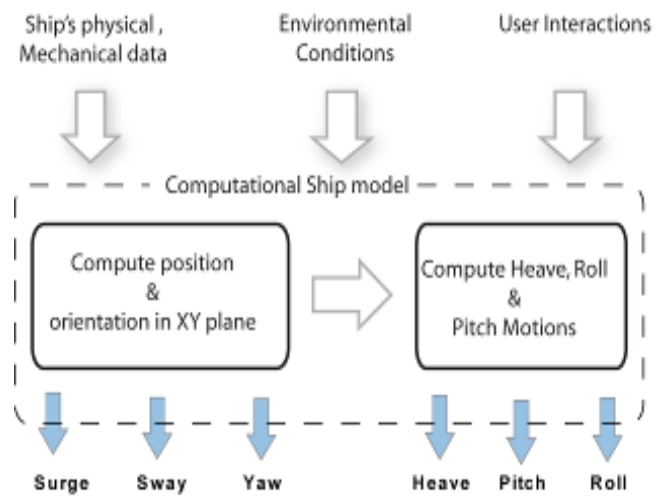 Ship's physical ,
Mechanical data
Environmental
Conditions
User Interactions
Computational Ship model
Compute position
&
orientation in XY plane
Compute Heave, Roll
&
Pitch Motions
Surge
Sway
Yaw
Heave
Pitch
Roll